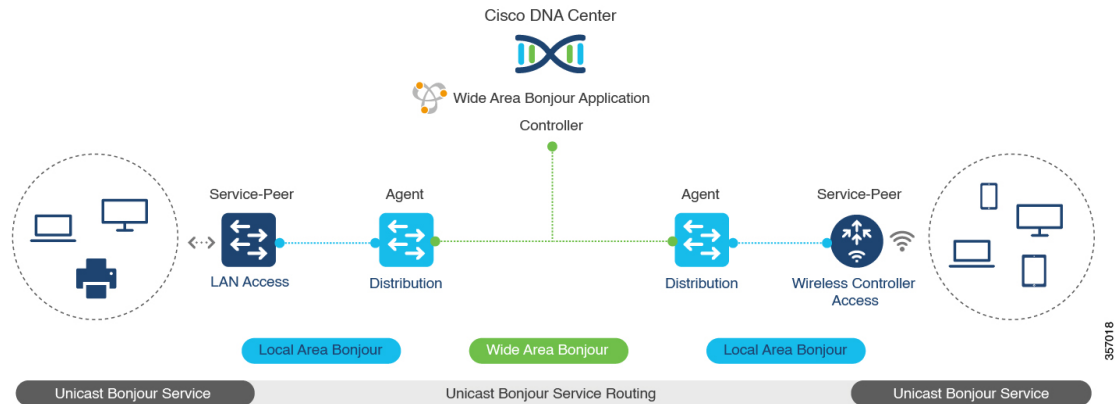 Cisco DNA Center
Wide Area Bonjour Application
Controller
Service-Peer
Agent
Agent
Service-Peer
LAN Access
Distribution
Distribution
Wireless Controller
Access
Local Area Bonjour
Wide Area Bonjour
Local Area Bonjour
357018
Unicast Bonjour Service
Unicast Bonjour Service Routing
Unicast Bonjour Service